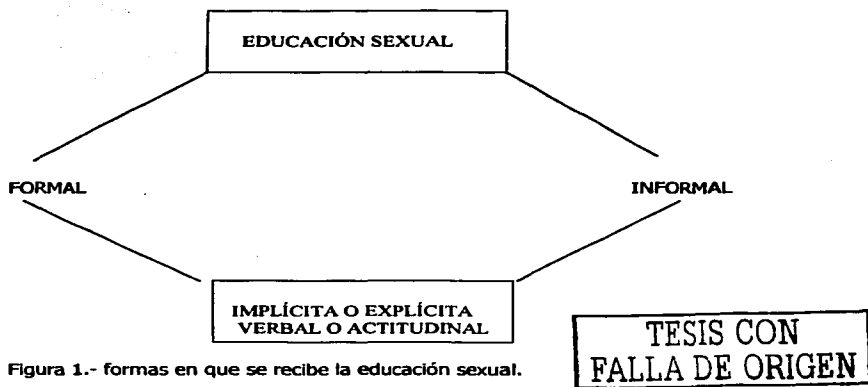 EDUCACIÓN SEXUAL
FORMAL
INFORMAL
IMPLÍCITA O EXPLÍCITA
VERBAL O ACTITUDINAL
Figura 1.- formas en que se recibe la educación sexual.
TESIS CON
FALLA DE ORIGEN